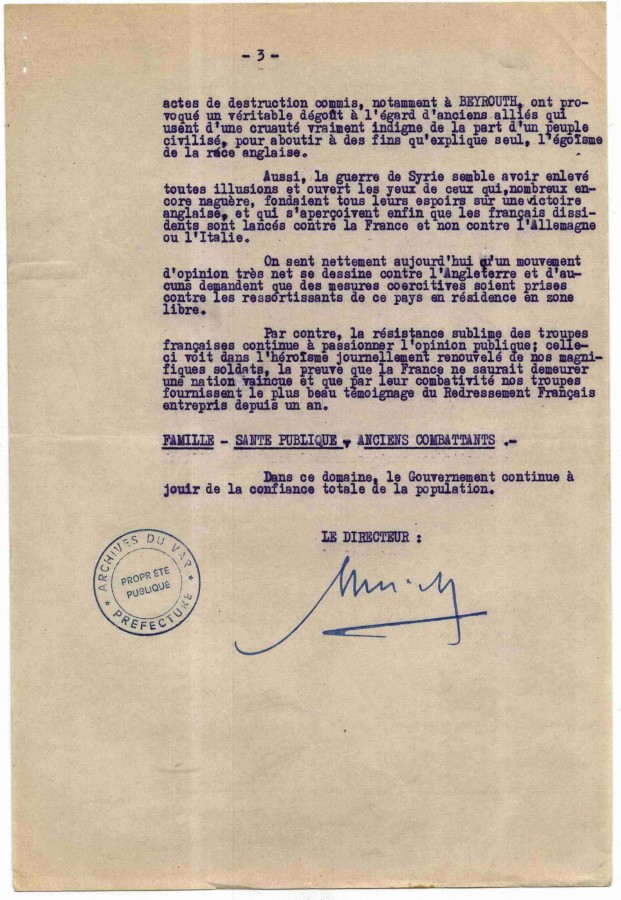 - 3 -
actes de destruction commis, notamment à BEYROUTH, ont pro-
voqué un véritable dégoût à l'égard d'anciens alliés qui
usent d'une cruauté vraiment indigne de la part d'un peuple
civilisé, pour aboutir à des fins qu'explique seul, l'égoïsme
de la race anglaise.
Aussi, la guerre de Syrie semble avoir enlevé
toutes illusions et ouvert les yeux de ceux qui,nombreux en-
core naguère, fondaient tous leurs espoirs sur une victoire
anglaise, et qui s'aperçoivent enfin que les français dissi-
dents sont lancés contre la France et non contre l'Allemagne
ou l'Italie.
On sent nettement aujourd'hui q'un mouvement
d'opinion très net se dessine contre l'Angleterre et d'au-
cuns demandent que des mesures coercitives soient prises
contre les ressortissants de ce pays en résidence en zone
libre.
Par contre, la résistance sublime des troupes
françaises continue à passionner l'opinion publique; celle-
ci voit dans l'héroïsme journellement renouvelé de nos magni-
fiques soldats, la preuve que la France ne saurait demeurer
une nation vaincue et que par leur combativité nos troupes
fournissent le plus beau témoignage du Redressement Français
entrepris depuis un an.
FAMILLE - SANTE PUBLIQUE - ANCIENS COMBATTANTS .-
Dans ce domaine, le Gouvernement continue à
jouir de la confiance totale de la population.
LE DIRECTEUR :
ARCHIVES DU VAR
PROPRIÉTÉ
PUBLIQUE
* PRÉFECTURE *